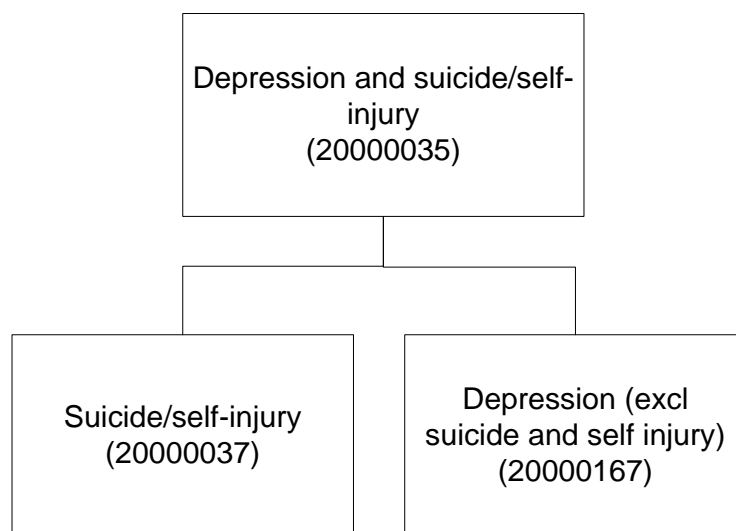 Depression and suicide/self-
injury
(20000035)
Suicide/self-injury
(20000037)
Depression (excl
suicide and self injury)
(20000167)